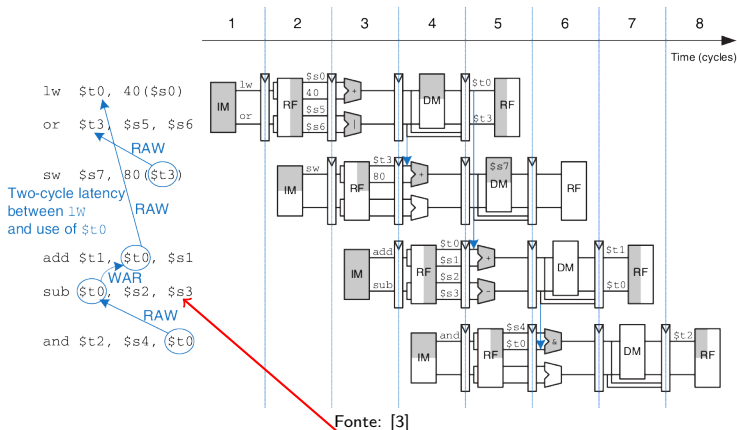 1 2 3 4 5 6 7 8
Time (cycles)
lw $t0, 40($s0)
or $t3, $s5, $s6
RAW
sw $s7, 80($t3)
Two-cycle latency
between lW
and use of $t0
RAW
add $t1, $t0, $s1
WAR
sub $t0, $s2, $s3
RAW
and $t2, $s4, $t0
IM lw or RF $s0 40 $s5 $s6 + | DM $t0 $t3 RF
IM sw RF $t3 80 + $s7 DM RF
IM add sub RF $t0 $s1 $s2 $s3 + - DM $t1 $t0 RF
IM and RF $s4 $t0 & DM $t2 RF
Fonte: [3]